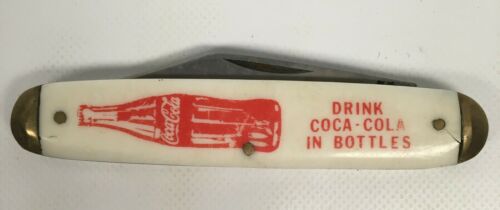 Coca-Cola
DRINK
COCA-COLA
IN BOTTLES